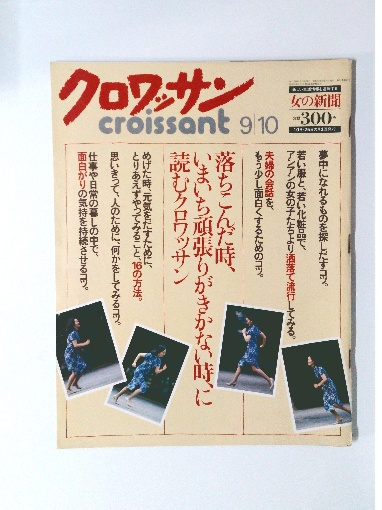 クロワッサン
croissant 9|10
女の新聞
300
夢中になれるものを探しだすコツ。
若い服と、若い化粧品で、
アンアンの女の子たちより洒落で流行してみる。
夫婦の会話を、
もう少し面白くするためのコツ。
落ちこんだ時、
いまいち頑張りがきかない時、に
読むクロワッサン
めげた時、元気をだすために、
とりあえずやってみること、16の方法。
思いきって、人のために、何かをしてみるコツ。
仕事や日常の暮しの中で、
面白がりの気持を持続させるコツ。